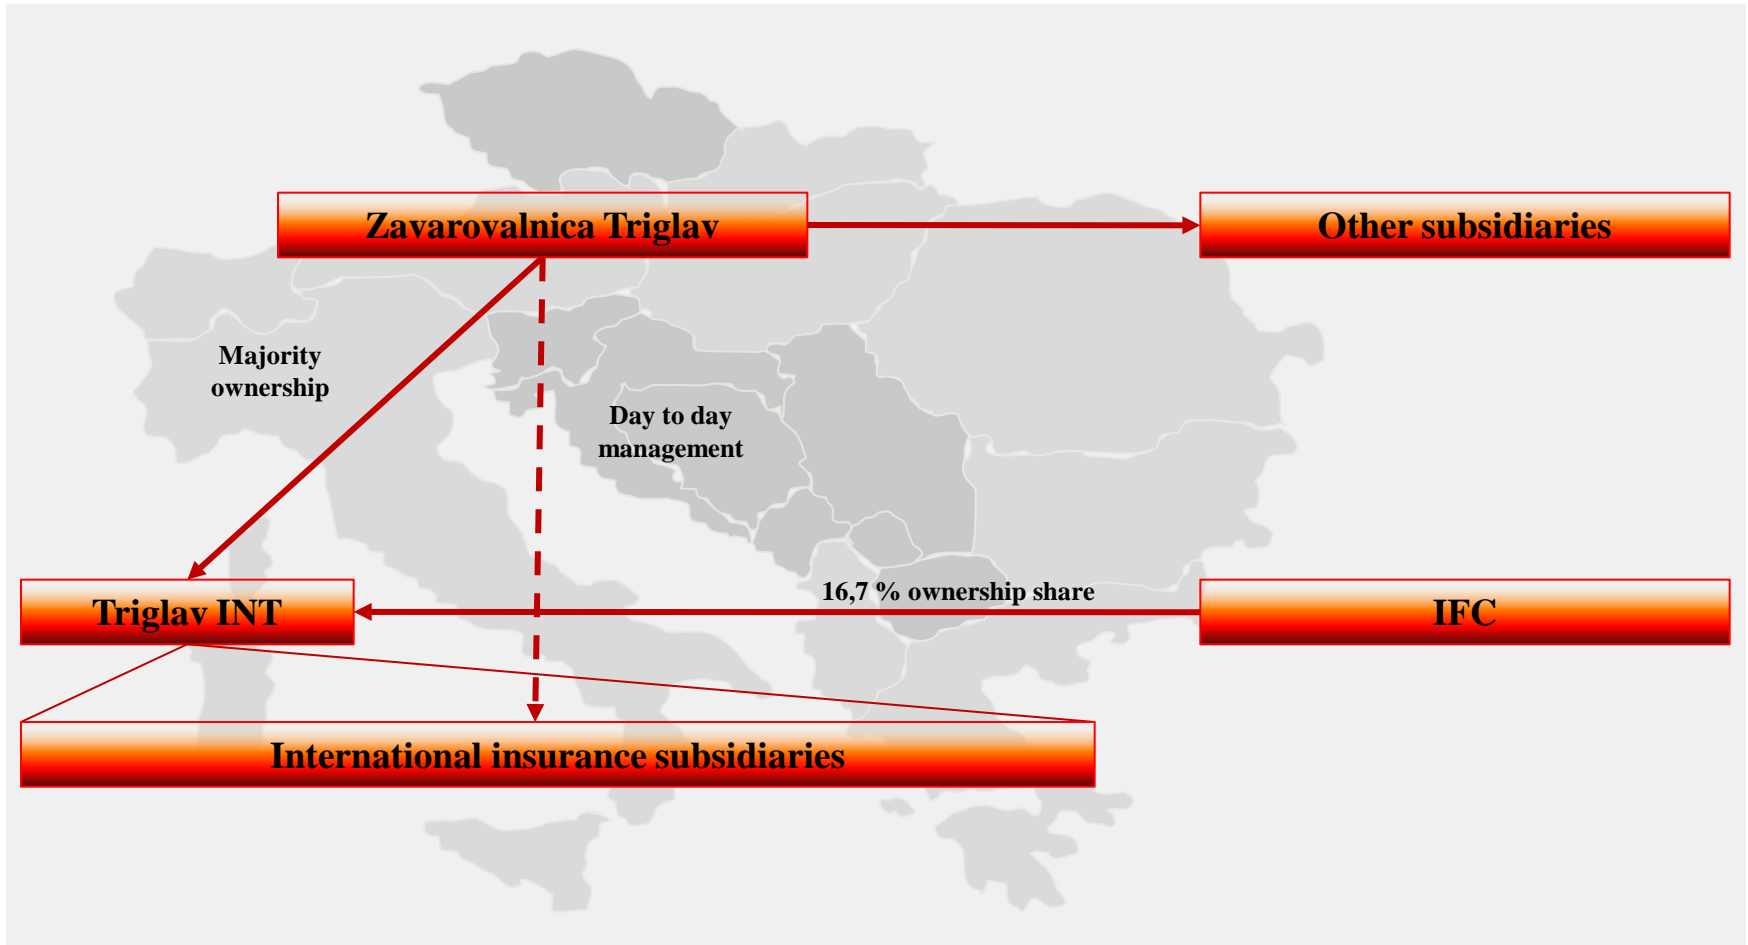 Zavarovalnica Triglav
Other subsidiaries
Majority
ownership
Day to day
management
16,7 % ownership share
Triglav INT
IFC
International insurance subsidiaries